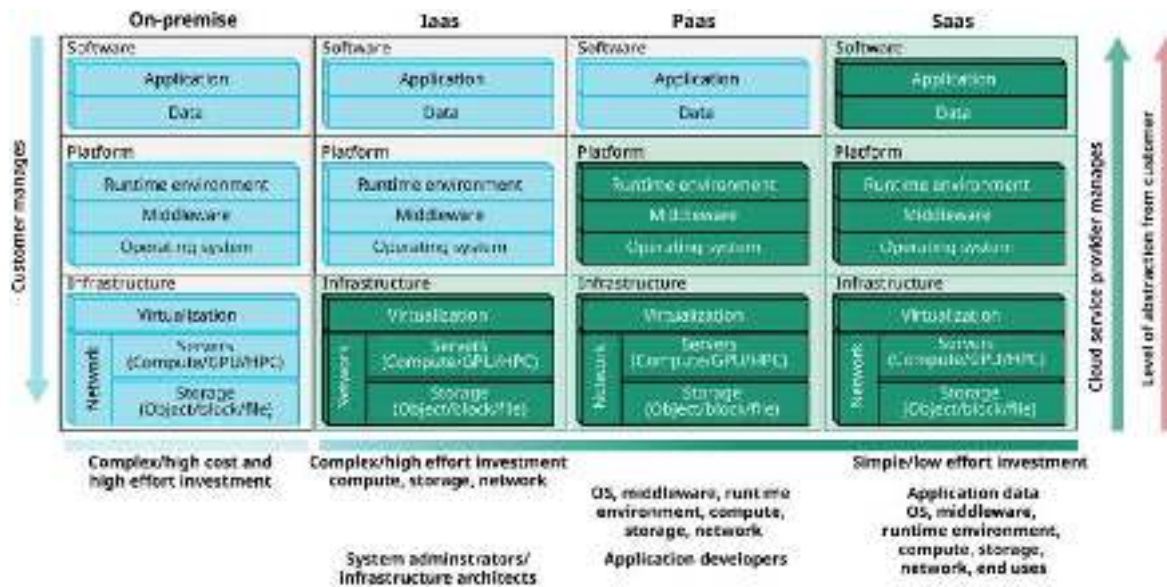 On-premise
Iaas
Paas
Saas
Customer manages
Software
Application
Data
Platform
Runtime environment
Middleware
Operating system
Infrastructure
Virtualization
Network
Servers
(Compute/GPU/HPC)
Storage
(Object/block/file)
Software
Application
Data
Platform
Runtime environment
Middleware
Operating system
Infrastructure
Virtualization
Network
Servers
(Compute/GPU/HPC)
Storage
(Object/block/file)
Software
Application
Data
Platform
Runtime environment
Middleware
Operating system
Infrastructure
Virtualization
Network
Servers
(Compute/GPU/HPC)
Storage
(Object/block/file)
Software
Application
Data
Platform
Runtime environment
Middleware
Operating system
Infrastructure
Virtualization
Network
Servers
(Compute/GPU/HPC)
Storage
(Object/block/file)
Cloud service provider manages
Level of abstraction from customer
Complex/high cost and
high effort investment
Complex/high effort investment
compute, storage, network
System adminstrators/
infrastructure architects
OS, middleware, runtime
environment, compute,
storage, network
Application developers
Simple/low effort investment
Application data
OS, middleware,
runtime environment,
compute, storage,
network, end uses